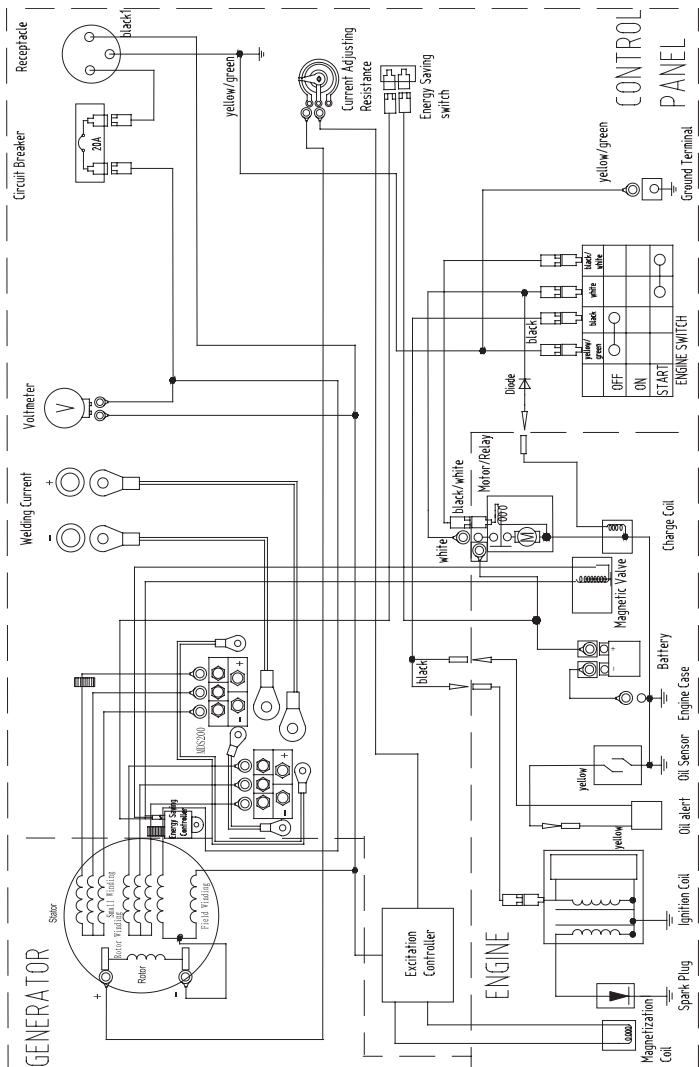 GENERATOR
Stator
Small Winding
Rotor Winding
Rotor
Field Winding
+
-
Energy Saving
Controller
MDS200
+
-
+
-
Welding Current
-
+
Voltmeter
V
Circuit Breaker
20A
Receptacle
black1
yellow/green
Current Adjusting
Resistance
Energy Saving
switch
CONTROL
PANEL
yellow/green
Ground Terminal
black/
white
white
black
yellow/
green
OFF
ON
START
ENGINE SWITCH
black
Diode
Motor/Relay
black/white
white
M
Charge Coil
Magnetic Valve
Battery
+
-
Engine Case
black
Oil Sensor
yellow
Oil alert
yellow
Ignition Coil
Spark Plug
Magnetization
Coil
Excitation
Controller
ENGINE